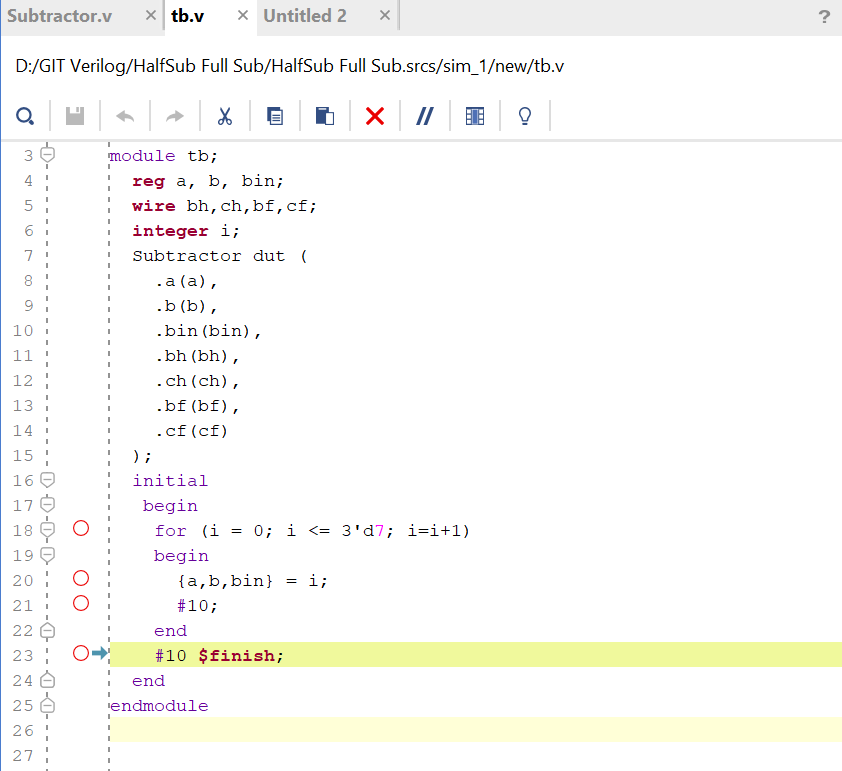 Subtractor.v × tb.v × Untitled 2 × ?
D:/GIT Verilog/HalfSub Full Sub/HalfSub Full Sub.srcs/sim_1/new/tb.v
3 module tb;
4 reg a, b, bin;
5 wire bh,ch,bf,cf;
6 integer i;
7 Subtractor dut (
8 .a(a),
9 .b(b),
10 .bin(bin),
11 .bh(bh),
12 .ch(ch),
13 .bf(bf),
14 .cf(cf)
15 );
16 initial
17 begin
18 for (i = 0; i <= 3'd7; i=i+1)
19 begin
20 {a,b,bin} = i;
21 #10;
22 end
23 #10 $finish;
24 end
25 endmodule
26
27